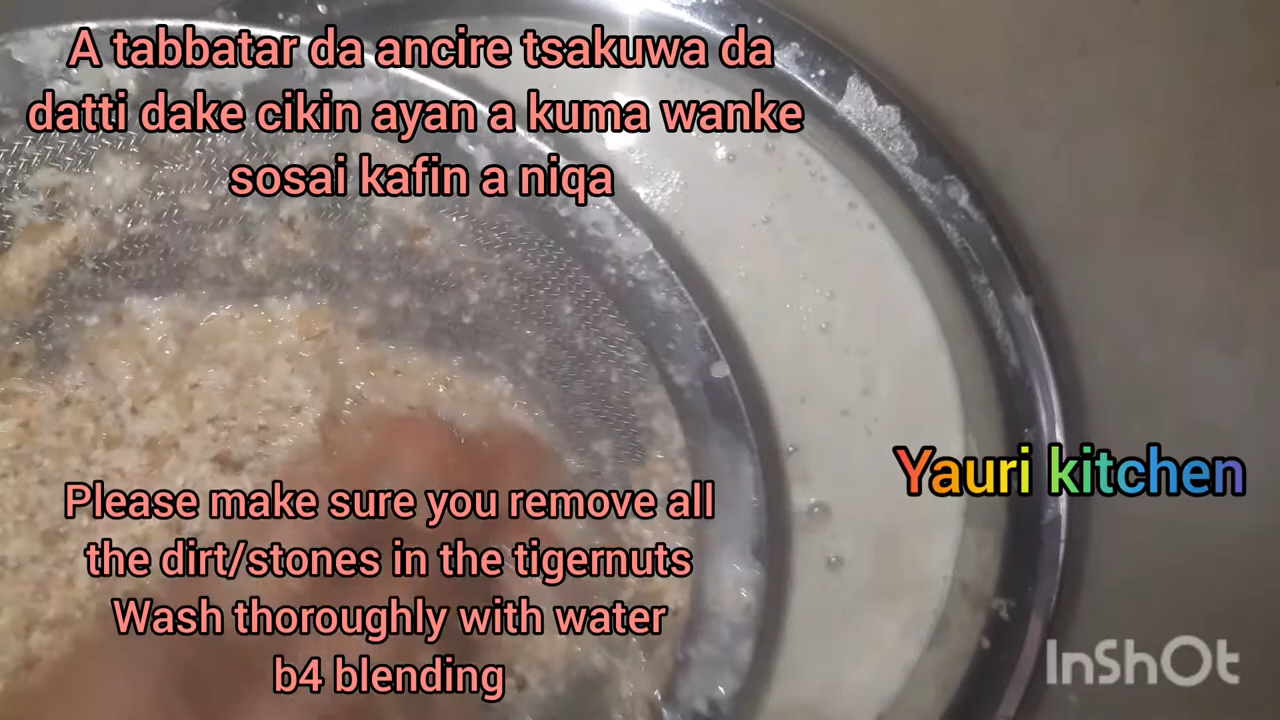 A tabbatar da ancire tsakuwa da
datti dake cikin ayan a kuma wanke
sosai kafin a niqa
Yauri kitchen
Please make sure you remove all
the dirt/stones in the tigernuts
Wash thoroughly with water
b4 blending
InShOt